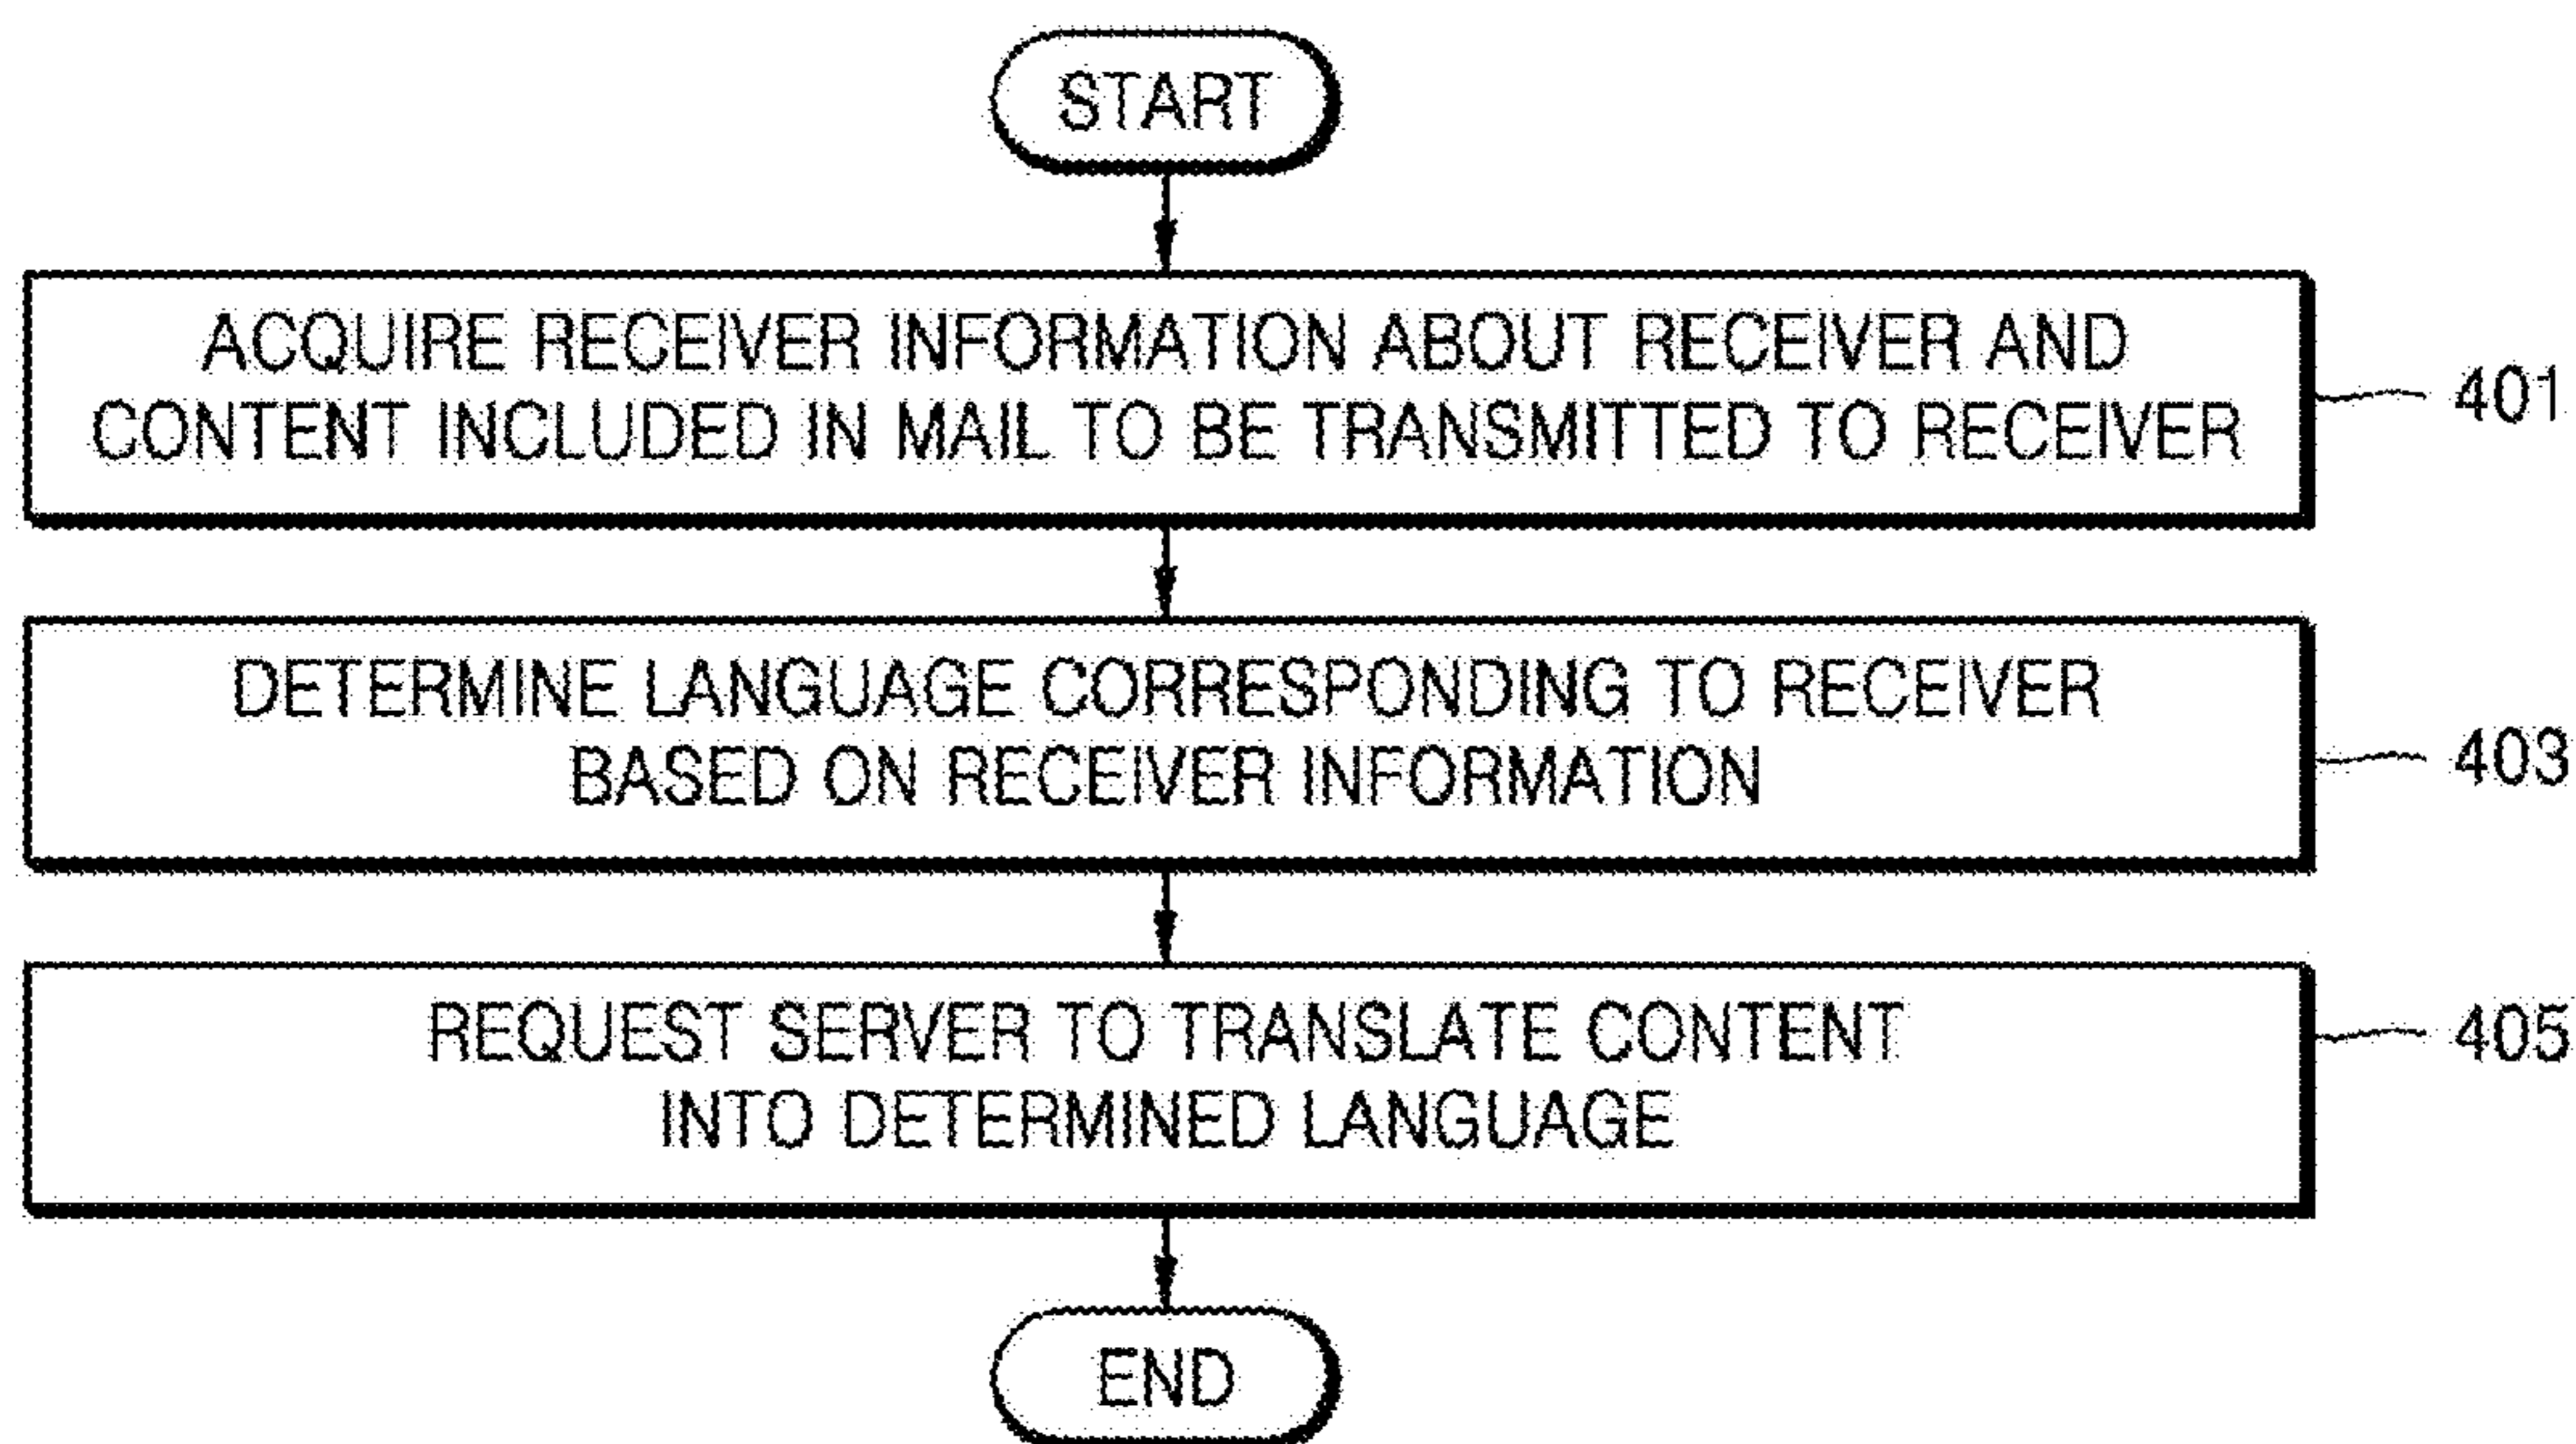 START
ACQUIRE RECEIVER INFORMATION ABOUT RECEIVER AND
CONTENT INCLUDED IN MAIL TO BE TRANSMITTED TO RECEIVER
401
DETERMINE LANGUAGE CORRESPONDING TO RECEIVER
BASED ON RECEIVER INFORMATION
403
REQUEST SERVER TO TRANSLATE CONTENT
INTO DETERMINED LANGUAGE
405
END